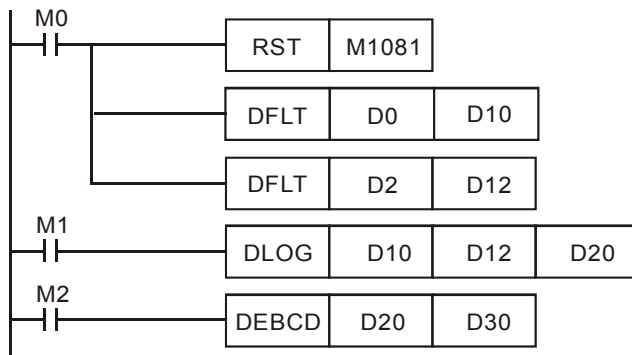 M0
RST M1081
DFLT D0 D10
DFLT D2 D12
M1
DLOG D10 D12 D20
M2
DEBCD D20 D30